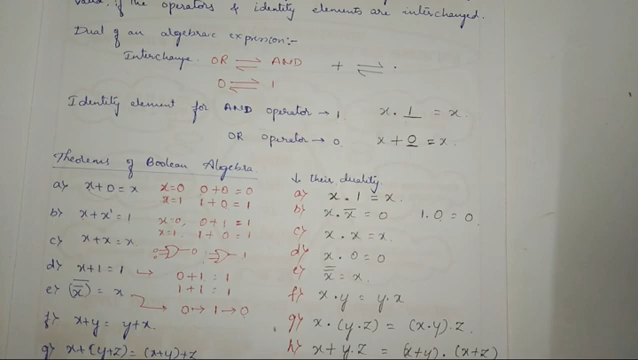 valid. if the operators & identity elements are interchanged.
Dual of an algebraic expression:-
Interchange OR ⇌ AND + ⇌ .
0 ⇌ 1
Identity element for AND operator → 1. x . 1 = x.
OR operator → 0. x + 0 = x.
Theorems of Boolean Algebra
a) x+0 = x x=0 0+0 = 0
x=1 1+0 = 1
b) x+x' = 1 x=0, 0+1 = 1
x=1 1+0 = 1
c) x+x = x 0 1
d) x+1 = 1 → 0+1 = 1
1+1 = 1
e) (x̿) = x → 0→1→0
f) x+y = y+x.
g) x+(y+z) = (x+y)+z
↓ their duality
a) x . 1 = x.
b) x . x̅ = 0 1.0 = 0.
c) x . x = x.
d) x . 0 = 0
e) x̿ = x.
f) x . y = y . x
g) x . (y . z) = (x . y) . z
h) x + y . z = (x+y) . (x+z)